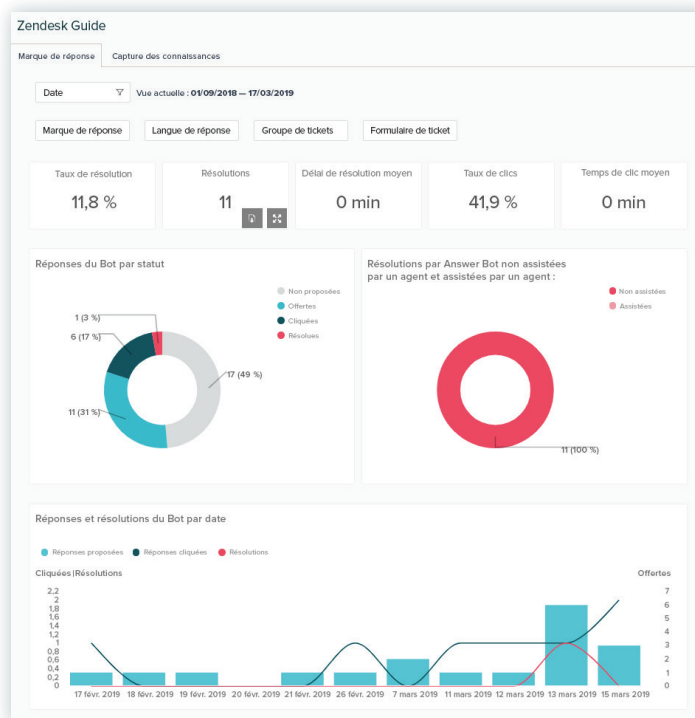 Zendesk Guide
Marque de réponse
Capture des connaissances
Date
Vue actuelle : 01/09/2018 — 17/03/2019
Marque de réponse
Langue de réponse
Groupe de tickets
Formulaire de ticket
Taux de résolution
11,8 %
Résolutions
11
Délai de résolution moyen
0 min
Taux de clics
41,9 %
Temps de clic moyen
0 min
Réponses du Bot par statut
Non proposées
Offertes
Cliquées
Résolues
1 (3 %)
6 (17 %)
17 (49 %)
11 (31 %)
Résolutions par Answer Bot non assistées
par un agent et assistées par un agent :
Non assistées
Assistées
11 (100 %)
Réponses et résolutions du Bot par date
Réponses proposées
Réponses cliquées
Résolutions
Cliquées|Résolutions
Offertes
2,2
2
1,8
1,6
1,4
1,2
1
0,8
0,6
0,4
0,2
0
7
6
5
4
3
2
1
0
17 févr. 2019
18 févr. 2019
19 févr. 2019
20 févr. 2019
21 févr. 2019
26 févr. 2019
7 mars 2019
11 mars 2019
12 mars 2019
13 mars 2019
15 mars 2019